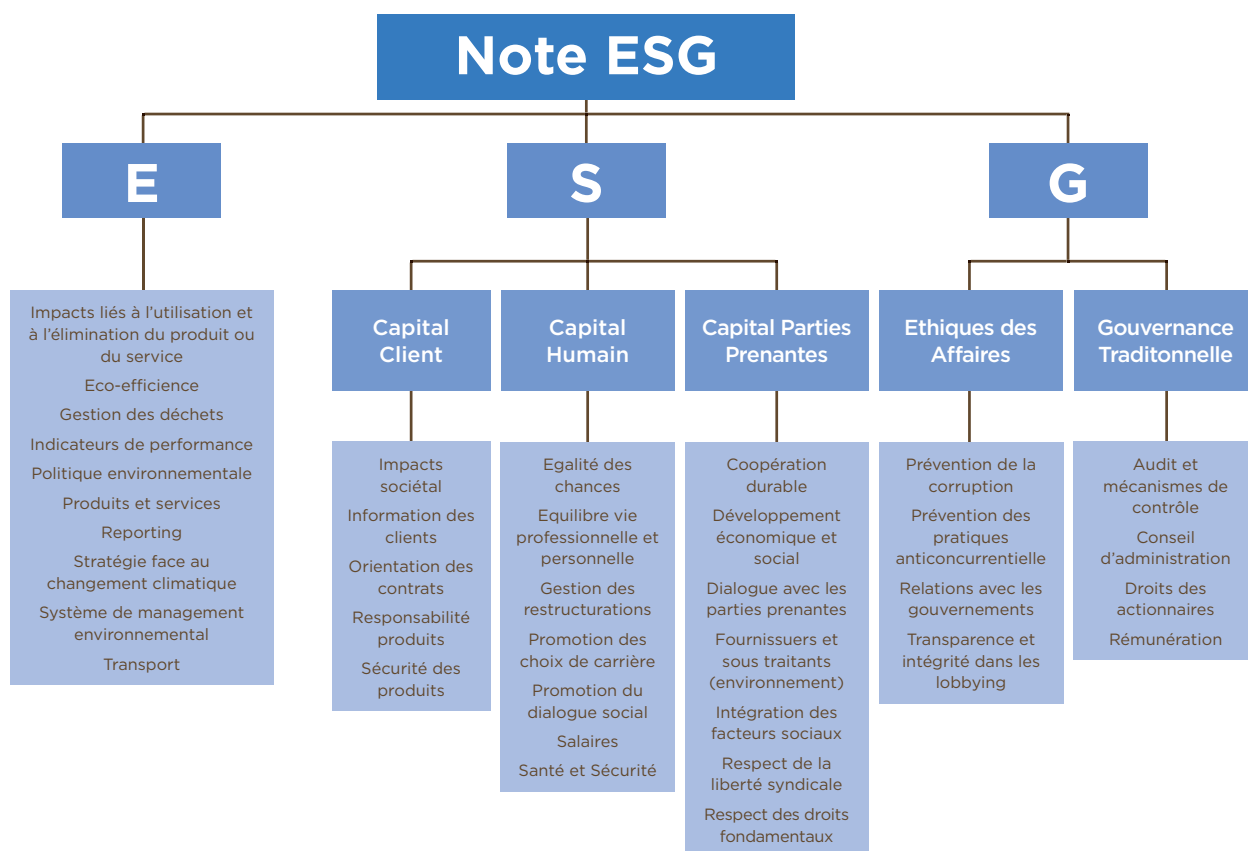 Note ESG
E
S
G
Impacts liés à l'utilisation et
à l'élimination du produit ou
du service
Eco-efficience
Gestion des déchets
Indicateurs de performance
Politique environnementale
Produits et services
Reporting
Stratégie face au
changement climatique
Système de management
environnemental
Transport
Capital
Client
Impacts
sociétal
Information des
clients
Orientation des
contrats
Responsabilité
produits
Sécurité des
produits
Capital
Humain
Egalité des
chances
Equilibre vie
professionnelle et
personnelle
Gestion des
restructurations
Promotion des
choix de carrière
Promotion du
dialogue social
Salaires
Santé et Sécurité
Capital Parties
Prenantes
Coopération
durable
Développement
économique et
social
Dialogue avec les
parties prenantes
Fournissuers et
sous traitants
(environnement)
Intégration des
facteurs sociaux
Respect de la
liberté syndicale
Respect des droits
fondamentaux
Ethiques des
Affaires
Prévention de la
corruption
Prévention des
pratiques
anticoncurrentielle
Relations avec les
gouvernements
Transparence et
intégrité dans les
lobbying
Gouvernance
Traditonnelle
Audit et
mécanismes de
contrôle
Conseil
d'administration
Droits des
actionnaires
Rémunération